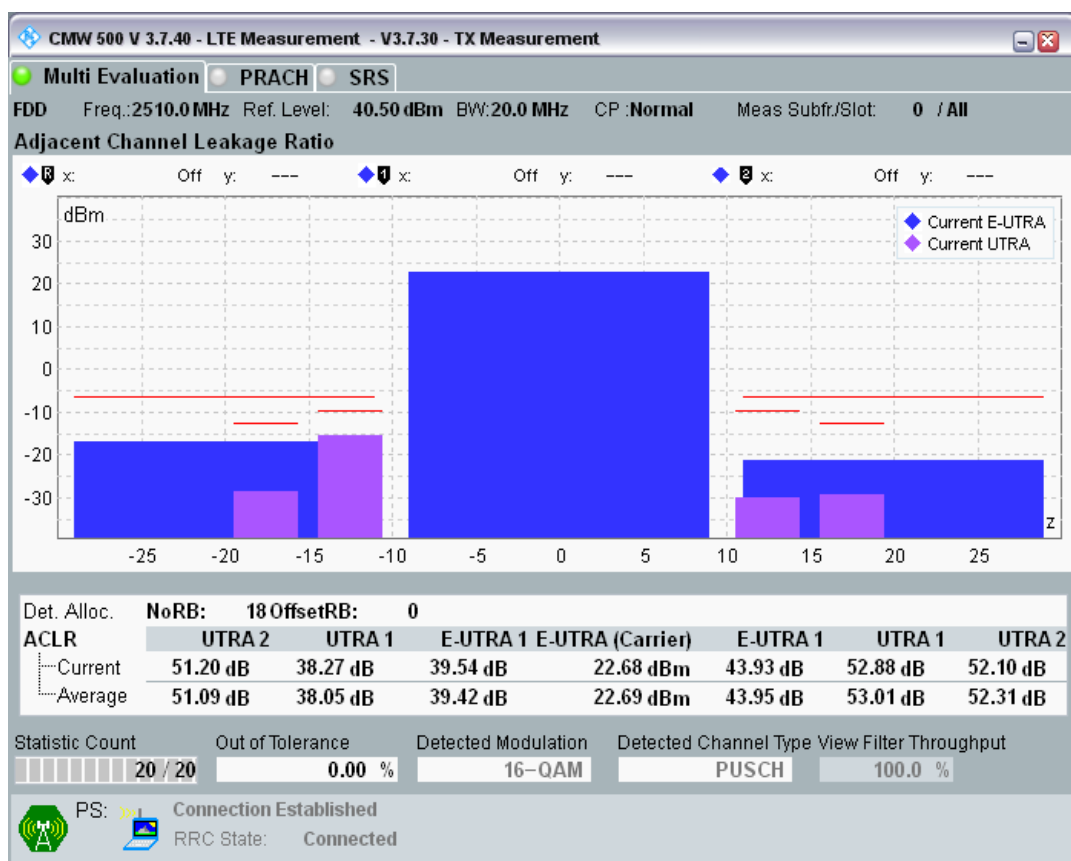 CMW 500 V 3.7.40 - LTE Measurement - V3.7.30 - TX Measurement
Multi Evaluation PRACH SRS
FDD Freq.:2510.0 MHz Ref. Level: 40.50 dBm BW:20.0 MHz CP :Normal Meas Subfr./Slot: 0 / All
Adjacent Channel Leakage Ratio
R x: Off y: --- 1 x: Off y: --- 2 x: Off y: ---
dBm
Current E-UTRA
Current UTRA
30
20
10
0
-10
-20
-30
z
-25 -20 -15 -10 -5 0 5 10 15 20 25
Det. Alloc. NoRB: 18 OffsetRB: 0
ACLR UTRA 2 UTRA 1 E-UTRA 1 E-UTRA (Carrier) E-UTRA 1 UTRA 1 UTRA 2
Current 51.20 dB 38.27 dB 39.54 dB 22.68 dBm 43.93 dB 52.88 dB 52.10 dB
Average 51.09 dB 38.05 dB 39.42 dB 22.69 dBm 43.95 dB 53.01 dB 52.31 dB
Statistic Count Out of Tolerance Detected Modulation Detected Channel Type View Filter Throughput
20 / 20 0.00 % 16-QAM PUSCH 100.0 %
PS: Connection Established
RRC State: Connected